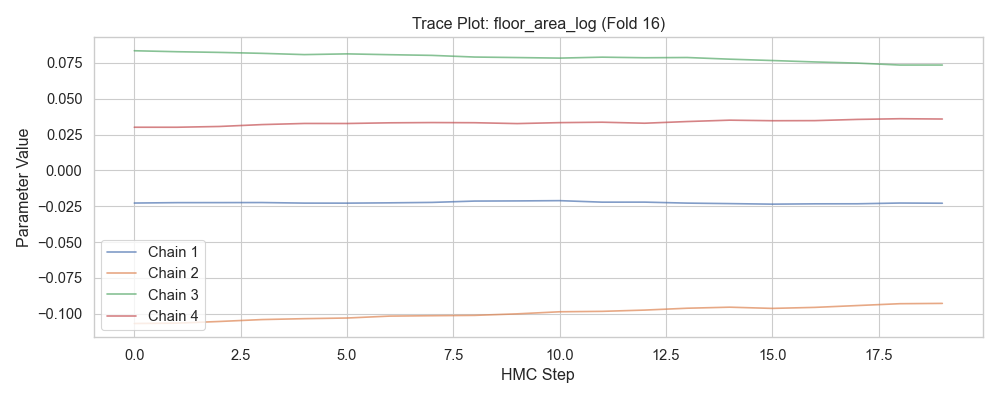 Trace Plot: floor_area_log (Fold 16)
Parameter Value
0.075
0.050
0.025
0.000
−0.025
−0.050
−0.075
−0.100
Chain 1
Chain 2
Chain 3
Chain 4
0.0 2.5 5.0 7.5 10.0 12.5 15.0 17.5
HMC Step